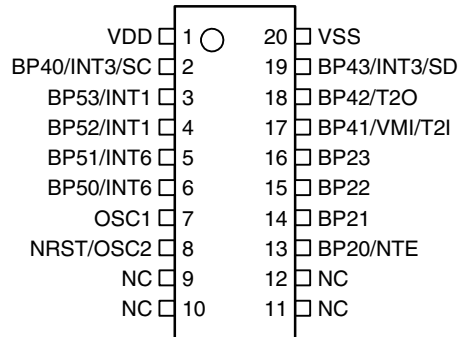 VDD 1 20 VSS
BP40/INT3/SC 2 19 BP43/INT3/SD
BP53/INT1 3 18 BP42/T2O
BP52/INT1 4 17 BP41/VMI/T2I
BP51/INT6 5 16 BP23
BP50/INT6 6 15 BP22
OSC1 7 14 BP21
NRST/OSC2 8 13 BP20/NTE
NC 9 12 NC
NC 10 11 NC